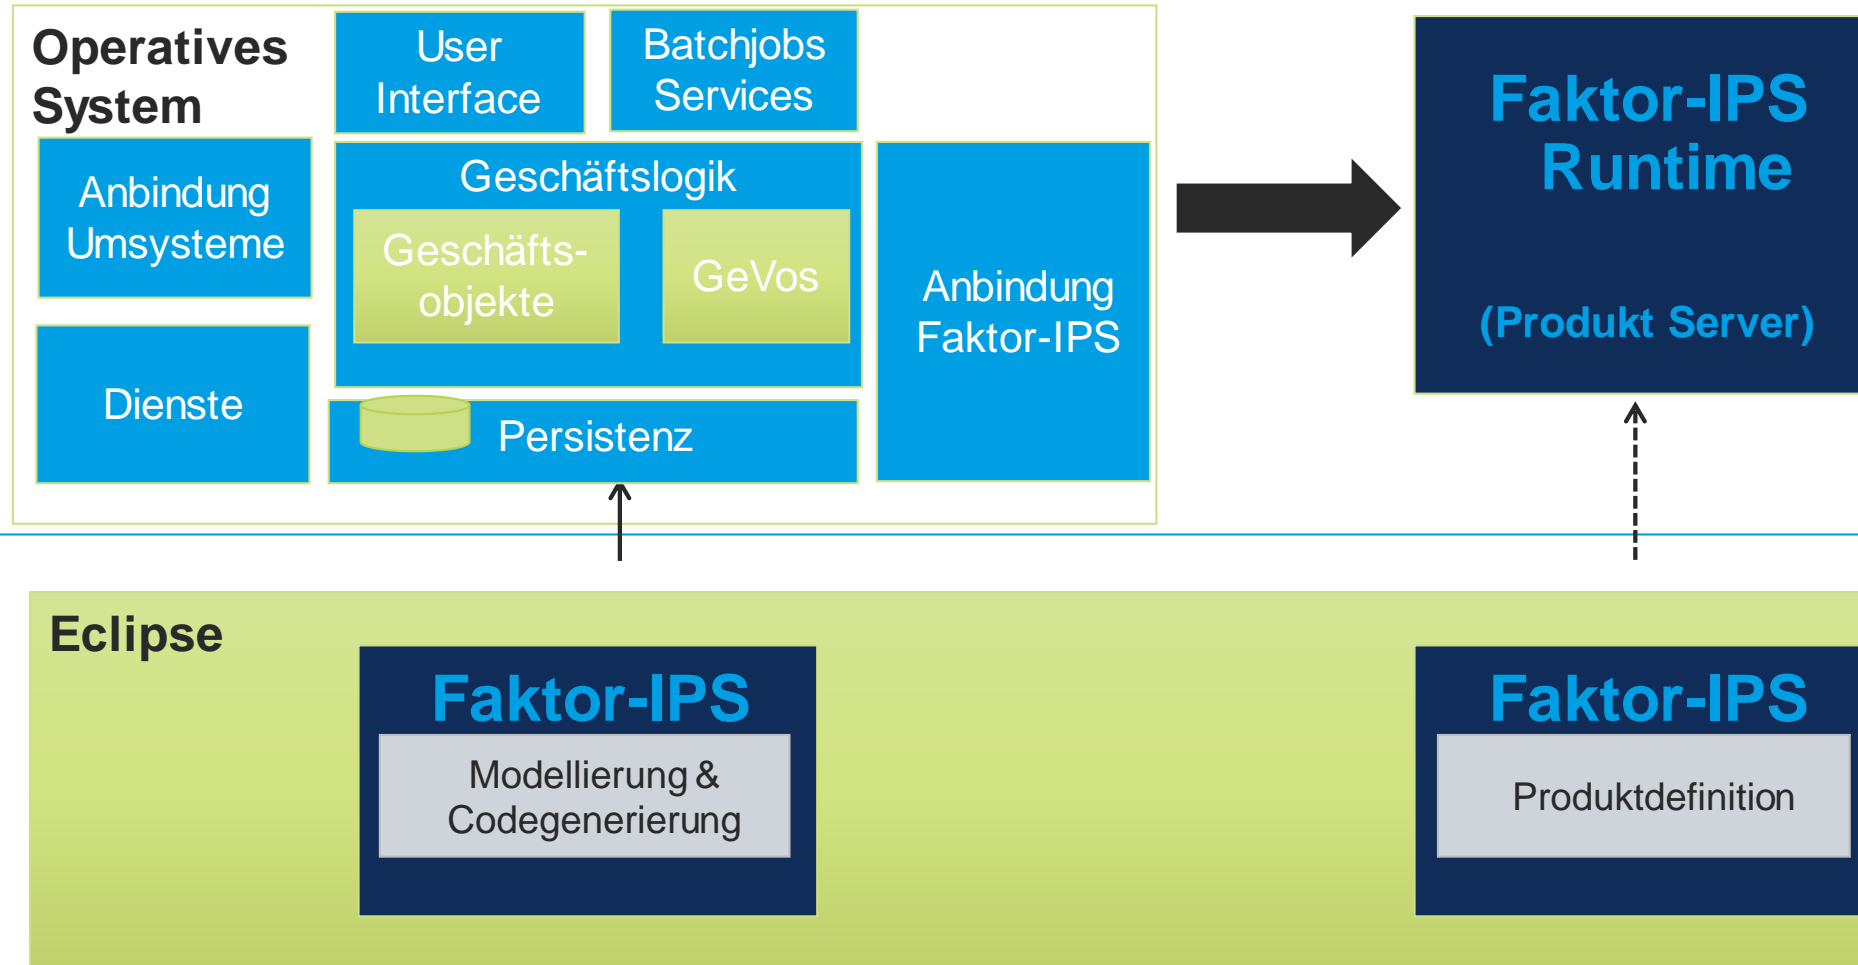 Operatives
System
User
Interface
Batchjobs
Services
Anbindung
Umsysteme
Geschäftslogik
Geschäfts-
objekte
GeVos
Anbindung
Faktor-IPS
Dienste
Persistenz
Faktor-IPS
Runtime
(Produkt Server)
Eclipse
Faktor-IPS
Modellierung &
Codegenerierung
Faktor-IPS
Produktdefinition